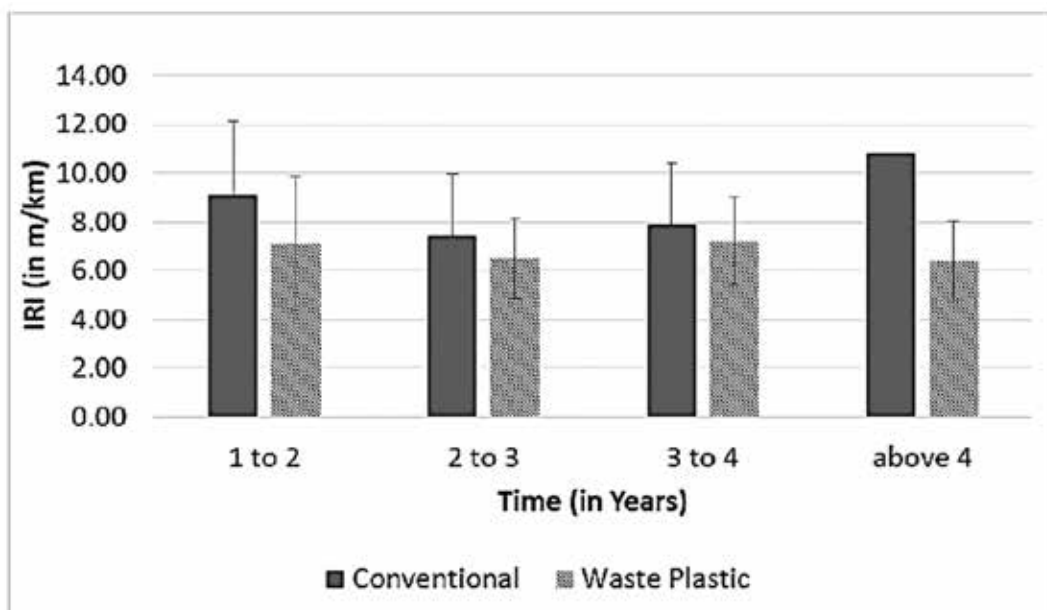 14.00
12.00
10.00
8.00
6.00
4.00
2.00
0.00
IRI (in m/km)
1 to 2 2 to 3 3 to 4 above 4
Time (in Years)
Conventional Waste Plastic